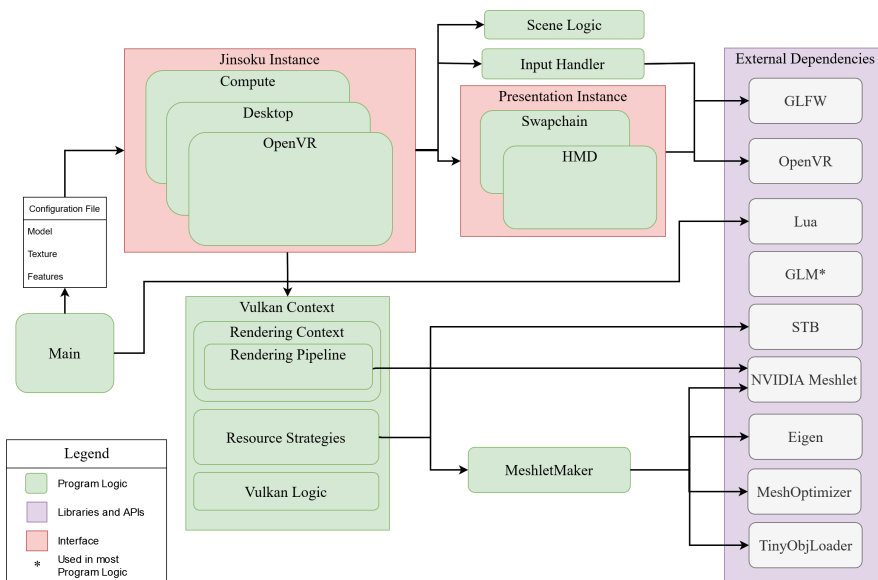 Scene Logic
Jinsoku Instance
Compute
Desktop
OpenVR
Input Handler
Presentation Instance
Swapchain
HMD
External Dependencies
GLFW
OpenVR
Lua
GLM*
STB
NVIDIA Meshlet
Eigen
MeshOptimizer
TinyObjLoader
Configuration File
Model
Texture
Features
Main
Vulkan Context
Rendering Context
Rendering Pipeline
Resource Strategies
Vulkan Logic
MeshletMaker
Legend
Program Logic
Libraries and APIs
Interface
* Used in most
Program Logic